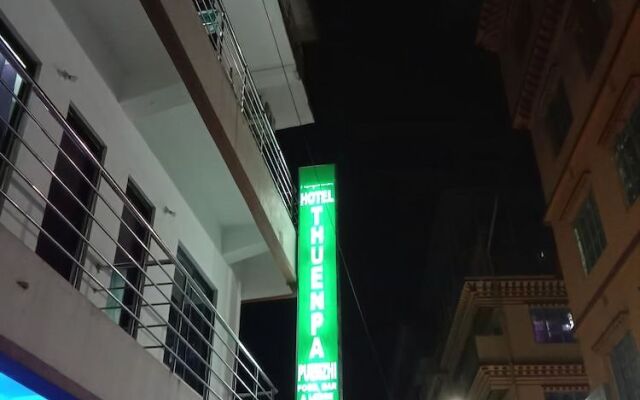 HOTEL
THUENPA
PUENZHI
FOOD, BAR